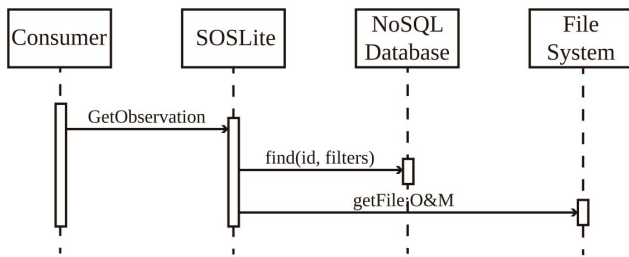 Consumer
SOSLite
NoSQL
Database
File
System
GetObservation
find(id, filters)
getFile O&M